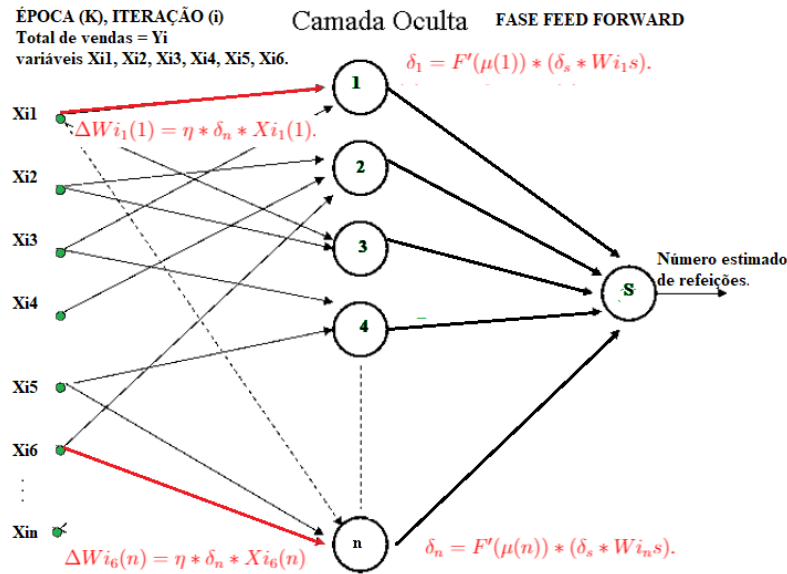 ÉPOCA (K), ITERAÇÃO (i)
Total de vendas = Yi
variáveis Xi1, Xi2, Xi3, Xi4, Xi5, Xi6.
Camada Oculta
FASE FEED FORWARD
δ₁ = F′(μ(1)) ∗ (δₛ ∗ Wi₁s).
1
Xi1
ΔWi₁(1) = η ∗ δₙ ∗ Xi₁(1).
Xi2
2
Xi3
3
Número estimado
de refeições.
S
Xi4
4
Xi5
Xi6
Xin
n
ΔWi₆(n) = η ∗ δₙ ∗ Xi₆(n)
δₙ = F′(μ(n)) ∗ (δₛ ∗ Wiₙs).